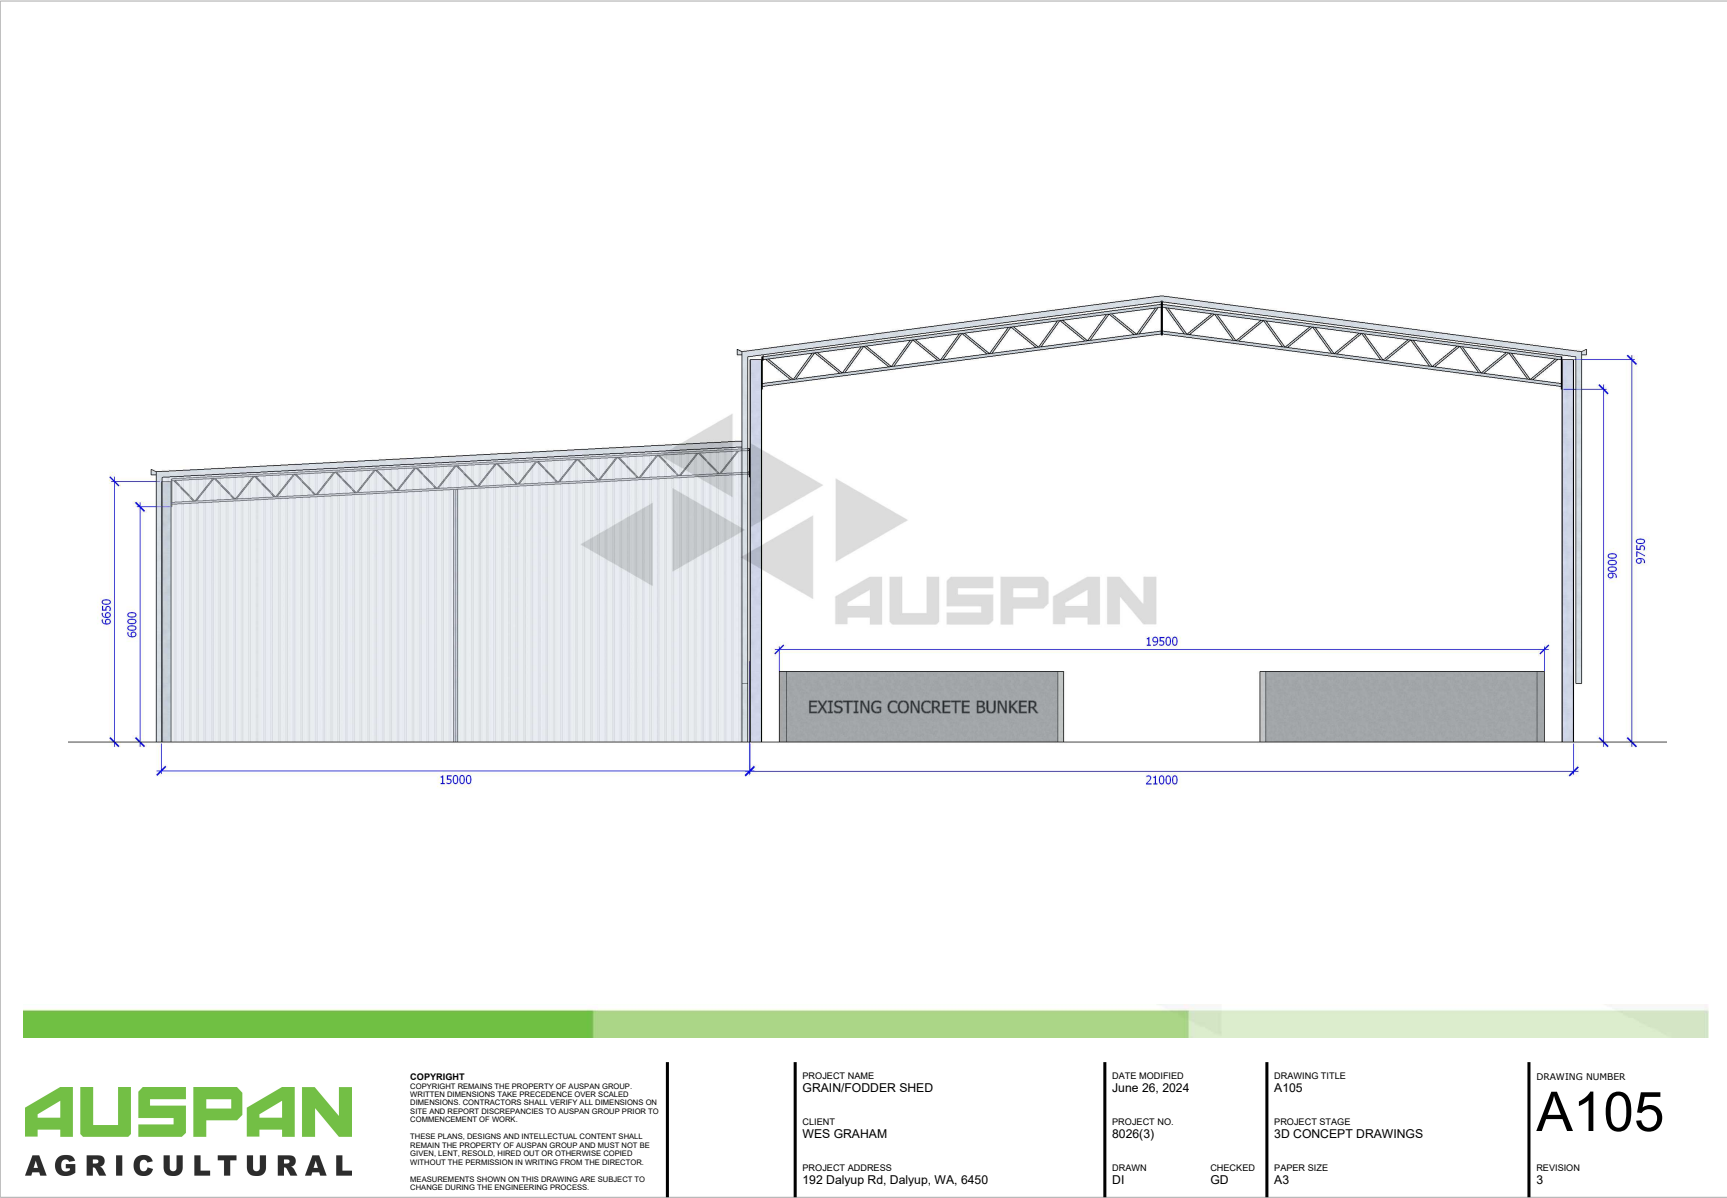 6650
6000
AUSPAN
9000
9750
19500
EXISTING CONCRETE BUNKER
15000
21000
AUSPAN
AGRICULTURAL
COPYRIGHT
COPYRIGHT REMAINS THE PROPERTY OF AUSPAN GROUP.
WRITTEN DIMENSIONS TAKE PRECEDENCE OVER SCALED
DIMENSIONS. CONTRACTORS SHALL VERIFY ALL DIMENSIONS ON
SITE AND REPORT DISCREPANCIES TO AUSPAN GROUP PRIOR TO
COMMENCEMENT OF WORK.
THESE PLANS, DESIGNS AND INTELLECTUAL CONTENT SHALL
REMAIN THE PROPERTY OF AUSPAN GROUP AND MUST NOT BE
GIVEN, LENT, RESOLD, HIRED OUT OR OTHERWISE COPIED
WITHOUT THE PERMISSION IN WRITING FROM THE DIRECTOR.
MEASUREMENTS SHOWN ON THIS DRAWING ARE SUBJECT TO
CHANGE DURING THE ENGINEERING PROCESS.
PROJECT NAME
GRAIN/FODDER SHED
CLIENT
WES GRAHAM
PROJECT ADDRESS
192 Dalyup Rd, Dalyup, WA, 6450
DATE MODIFIED
June 26, 2024
PROJECT NO.
8026(3)
DRAWN
DI
CHECKED
GD
DRAWING TITLE
A105
PROJECT STAGE
3D CONCEPT DRAWINGS
PAPER SIZE
A3
DRAWING NUMBER
A105
REVISION
3